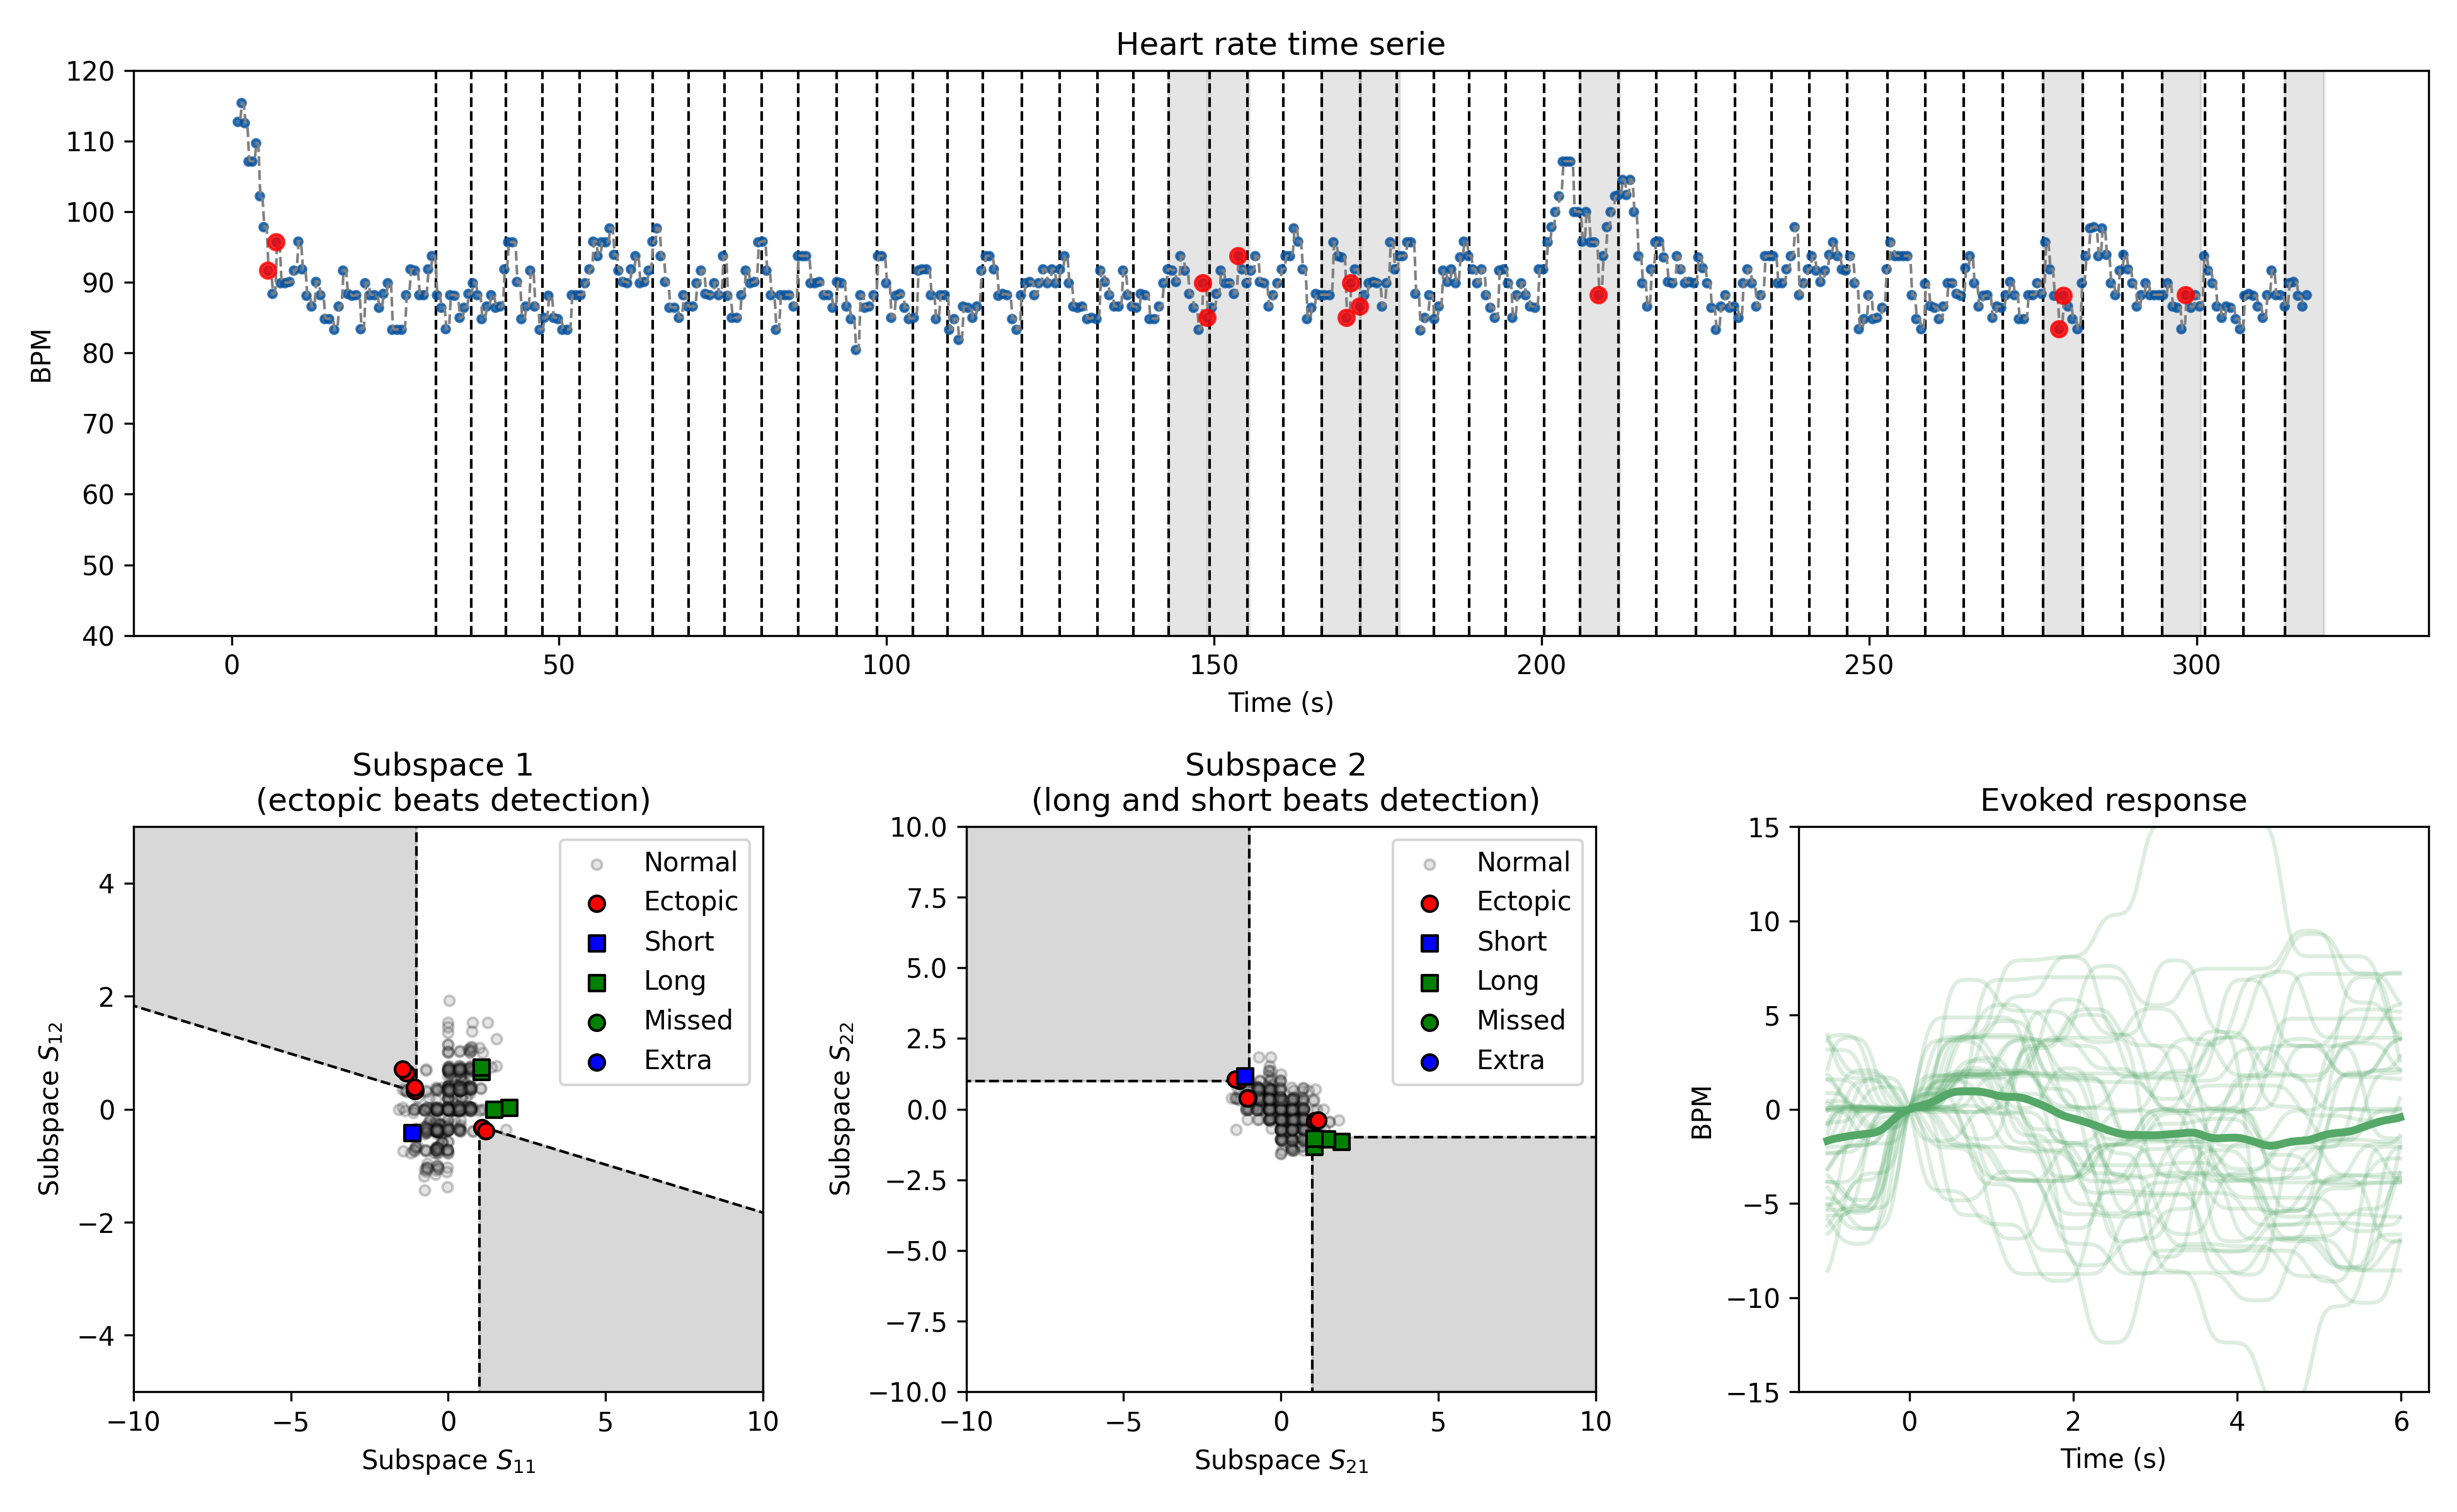 Heart rate time serie
120
110
100
90
80
70
60
50
40
BPM
0 50 100 150 200 250 300
Time (s)
Subspace 1
(ectopic beats detection)
4
2
0
−2
−4
Subspace S12
Normal
Ectopic
Short
Long
Missed
Extra
−10 −5 0 5 10
Subspace S11
Subspace 2
(long and short beats detection)
10.0
7.5
5.0
2.5
0.0
−2.5
−5.0
−7.5
−10.0
Subspace S22
Normal
Ectopic
Short
Long
Missed
Extra
−10 −5 0 5 10
Subspace S21
Evoked response
15
10
5
0
−5
−10
−15
BPM
0 2 4 6
Time (s)